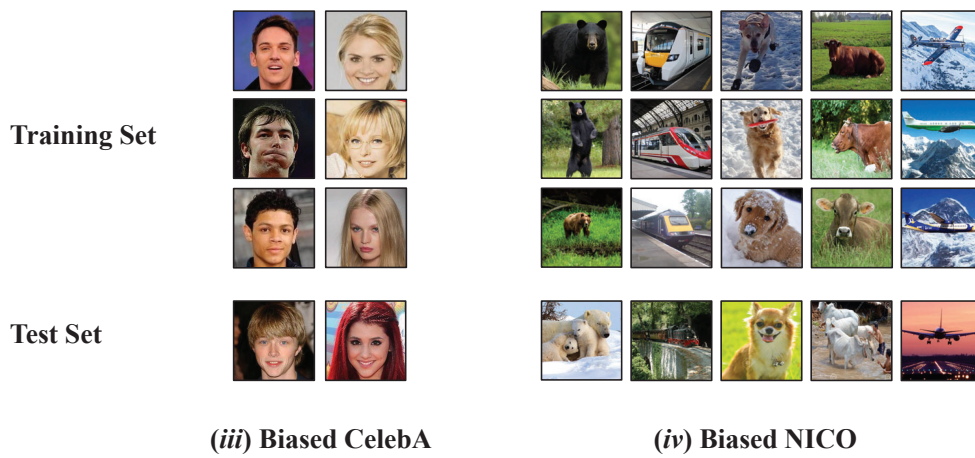 Training Set
Test Set
(iii) Biased CelebA
(iv) Biased NICO